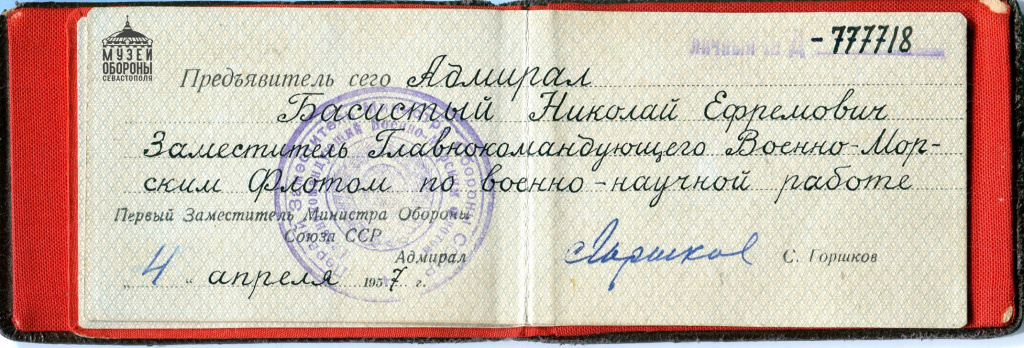 МУЗЕЙ
ОБОРОНЫ
СЕВАСТОПОЛЯ
-777718
Предъявитель сего Адмирал
Басистый Николай Ефремович
Заместитель Главнокомандующего Военно-Мор-
ским Флотом по военно-научной работе
Первый Заместитель Министра Обороны
Союза ССР
Адмирал
С. Горшков
„4“ апреля 1957 г.